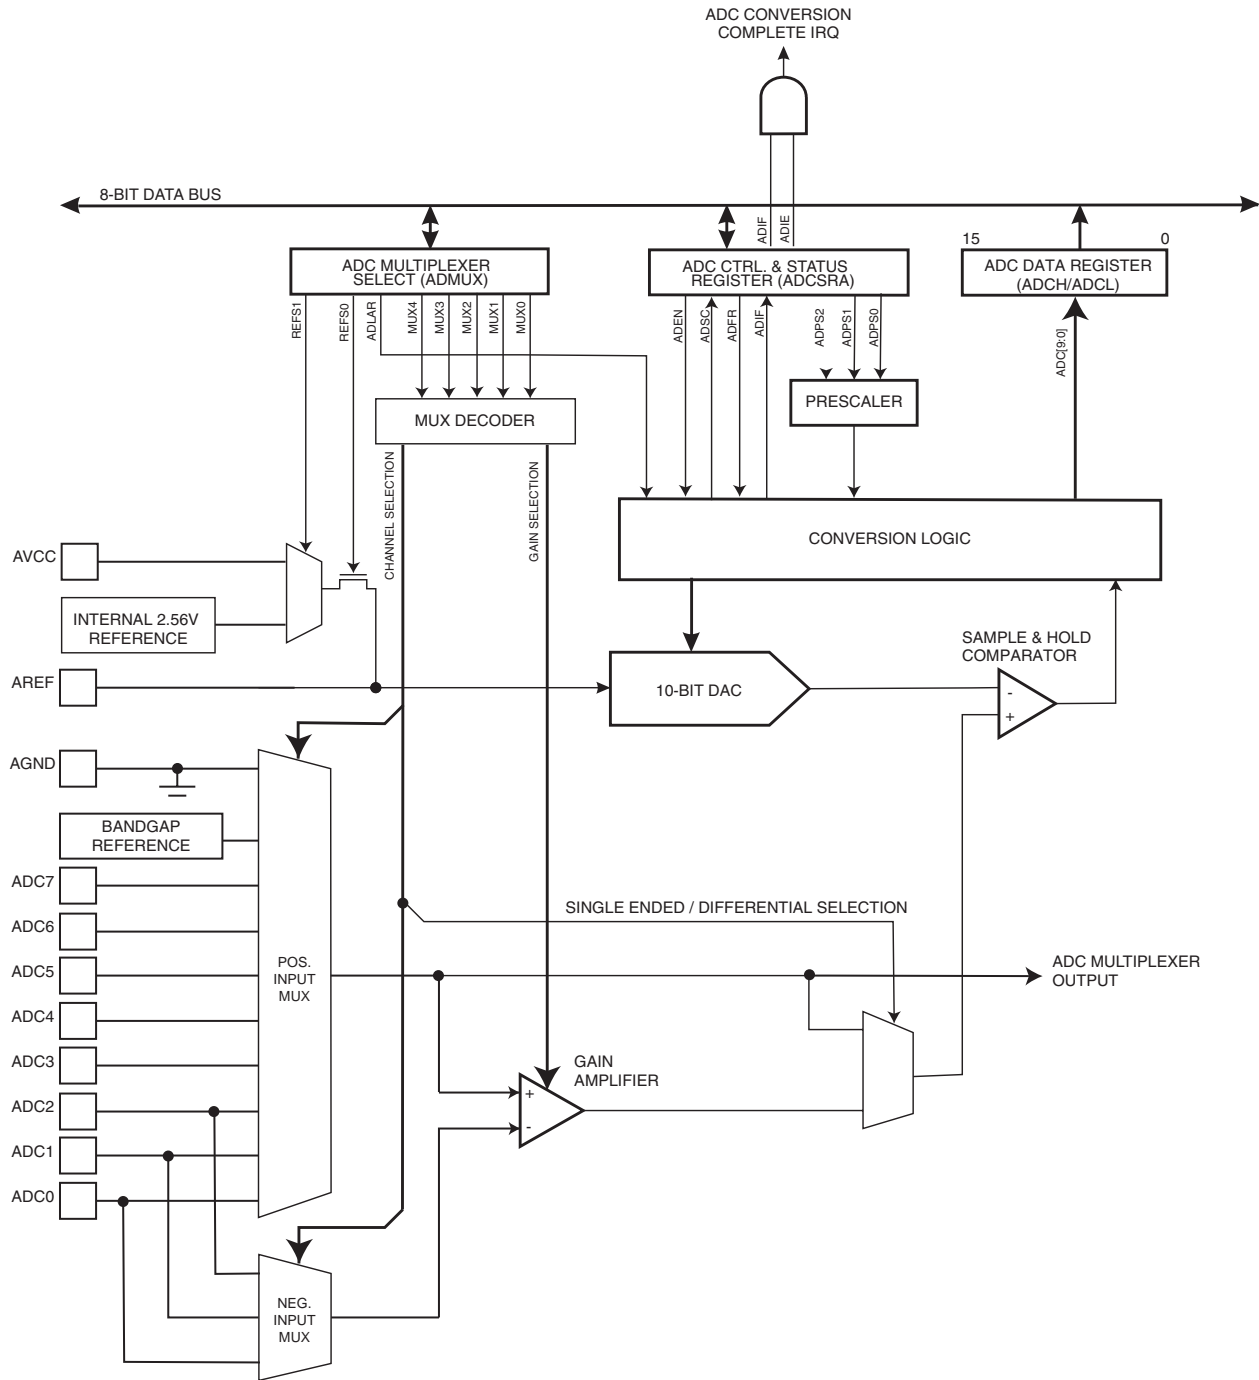 ADC CONVERSION
COMPLETE IRQ
8-BIT DATA BUS
ADIF
ADIE
15
0
ADC MULTIPLEXER
SELECT (ADMUX)
ADC CTRL. & STATUS
REGISTER (ADCSRA)
ADC DATA REGISTER
(ADCH/ADCL)
REFS1
REFS0
ADLAR
MUX4
MUX3
MUX2
MUX1
MUX0
ADEN
ADSC
ADFR
ADIF
ADPS2
ADPS1
ADPS0
ADC[9:0]
PRESCALER
MUX DECODER
CHANNEL SELECTION
GAIN SELECTION
CONVERSION LOGIC
AVCC
INTERNAL 2.56V
REFERENCE
SAMPLE & HOLD
COMPARATOR
AREF
10-BIT DAC
-
+
AGND
BANDGAP
REFERENCE
ADC7
SINGLE ENDED / DIFFERENTIAL SELECTION
ADC6
ADC5
POS.
INPUT
MUX
ADC MULTIPLEXER
OUTPUT
ADC4
ADC3
GAIN
AMPLIFIER
+
-
ADC2
ADC1
ADC0
NEG.
INPUT
MUX